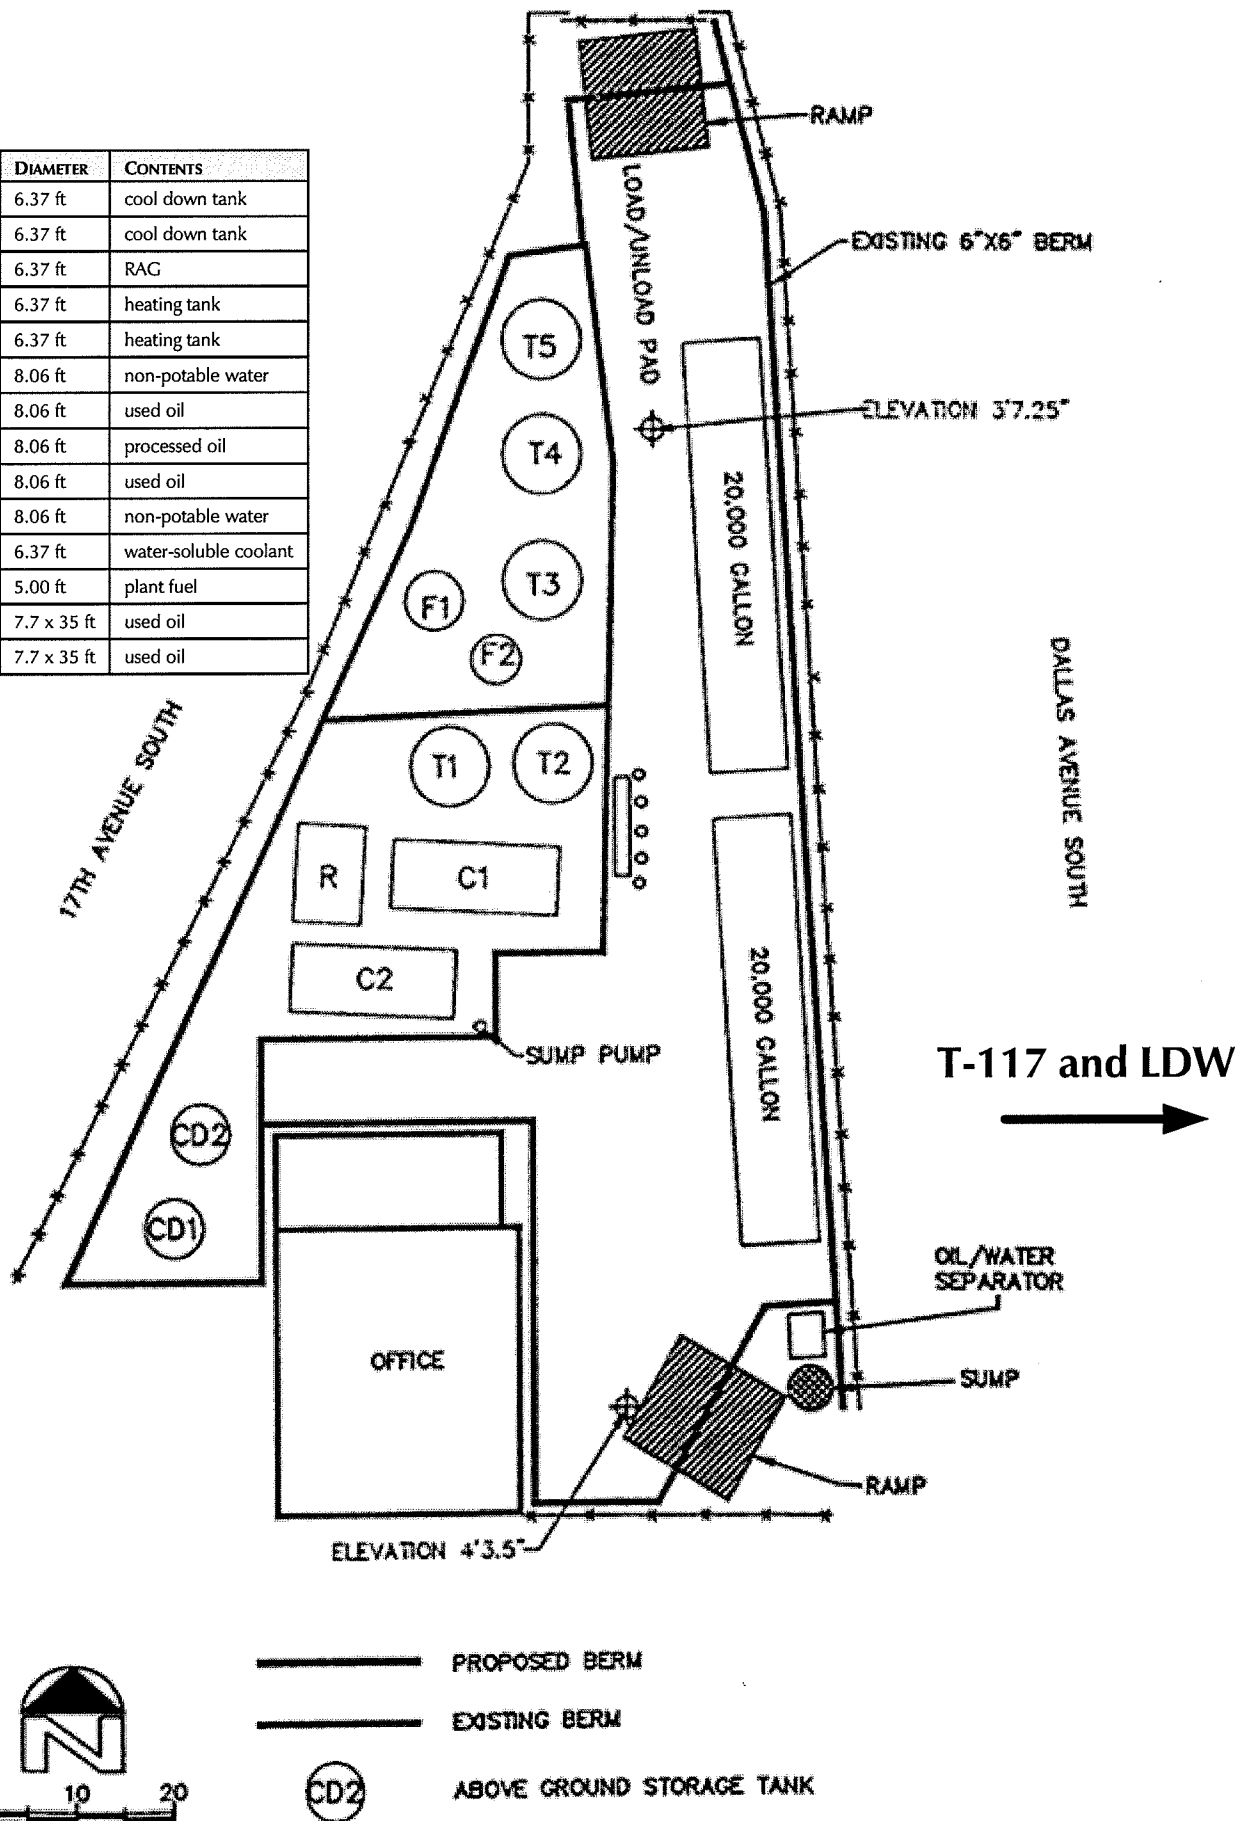 RAMP
DIAMETER CONTENTS
6.37 ft cool down tank
6.37 ft cool down tank
6.37 ft RAG
6.37 ft heating tank
6.37 ft heating tank
8.06 ft non-potable water
8.06 ft used oil
8.06 ft processed oil
8.06 ft used oil
8.06 ft non-potable water
6.37 ft water-soluble coolant
5.00 ft plant fuel
7.7 x 35 ft used oil
7.7 x 35 ft used oil
LOAD/UNLOAD PAD
EXISTING 6"X6" BERM
T5
ELEVATION 3'7.25"
T4
20,000 GALLON
T3
F1
F2
DALLAS AVENUE SOUTH
17TH AVENUE SOUTH
T1
T2
R
C1
C2
20,000 GALLON
SUMP PUMP
T-117 and LDW
CD2
CD1
OIL/WATER
SEPARATOR
OFFICE
SUMP
RAMP
ELEVATION 4'3.5"
PROPOSED BERM
EXISTING BERM
N
10 20
CD2
ABOVE GROUND STORAGE TANK